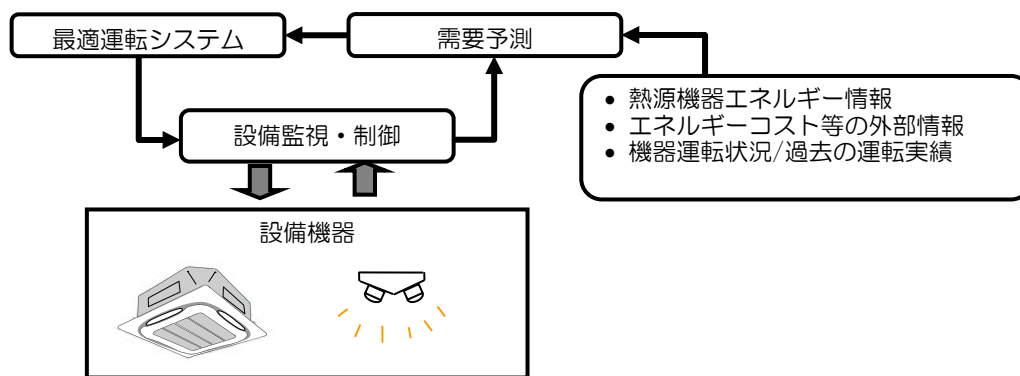 最適運転システム
需要予測
設備監視・制御
• 熱源機器エネルギー情報
• エネルギーコスト等の外部情報
• 機器運転状況/過去の運転実績
設備機器